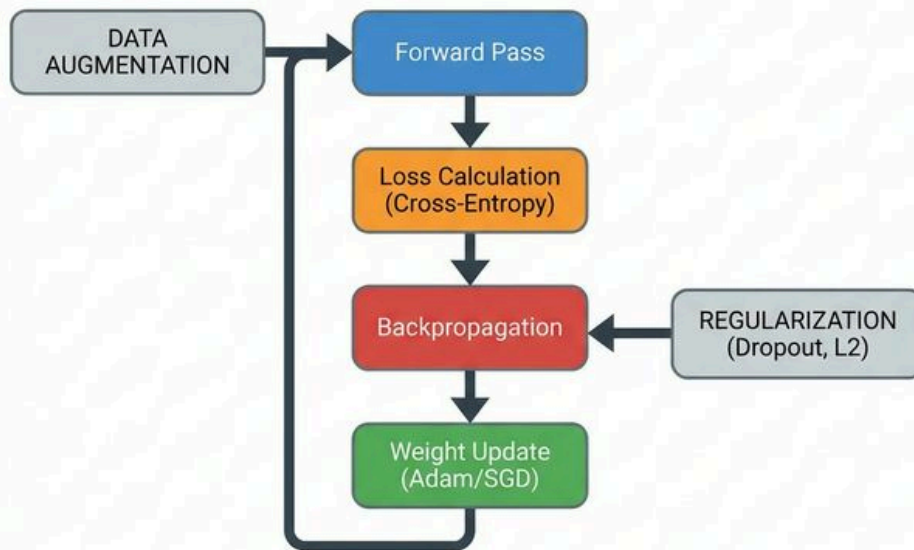 DATA
AUGMENTATION
Forward Pass
Loss Calculation
(Cross-Entropy)
Backpropagation
REGULARIZATION
(Dropout, L2)
Weight Update
(Adam/SGD)